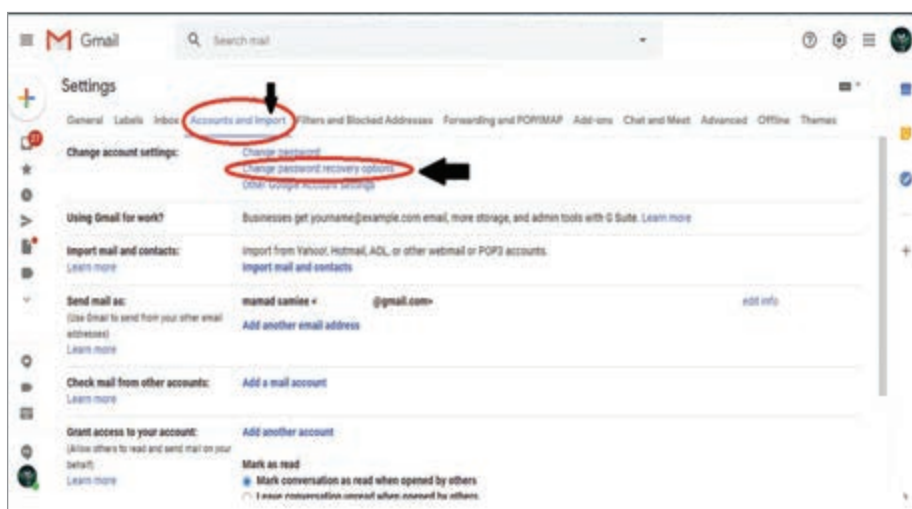 Gmail
Search mail
Settings
General Labels Inbox Accounts and Import Filters and Blocked Addresses Forwarding and POP/IMAP Add-ons Chat and Meet Advanced Offline Themes
Change account settings:
Change password
Change password recovery options
Other Google Account settings
Using Gmail for work?
Businesses get yourname@example.com email, more storage, and admin tools with G Suite. Learn more
Import mail and contacts:
Learn more
Import from Yahoo!, Hotmail, AOL, or other webmail or POP3 accounts.
Import mail and contacts
Send mail as:
(Use Gmail to send from your other email
addresses)
Learn more
mamad samiee < @gmail.com>
edit info
Add another email address
Check mail from other accounts:
Learn more
Add a mail account
Grant access to your account:
(Allow others to read and send mail on your
behalf)
Learn more
Add another account
Mark as read
Mark conversation as read when opened by others
Leave conversation unread when opened by others